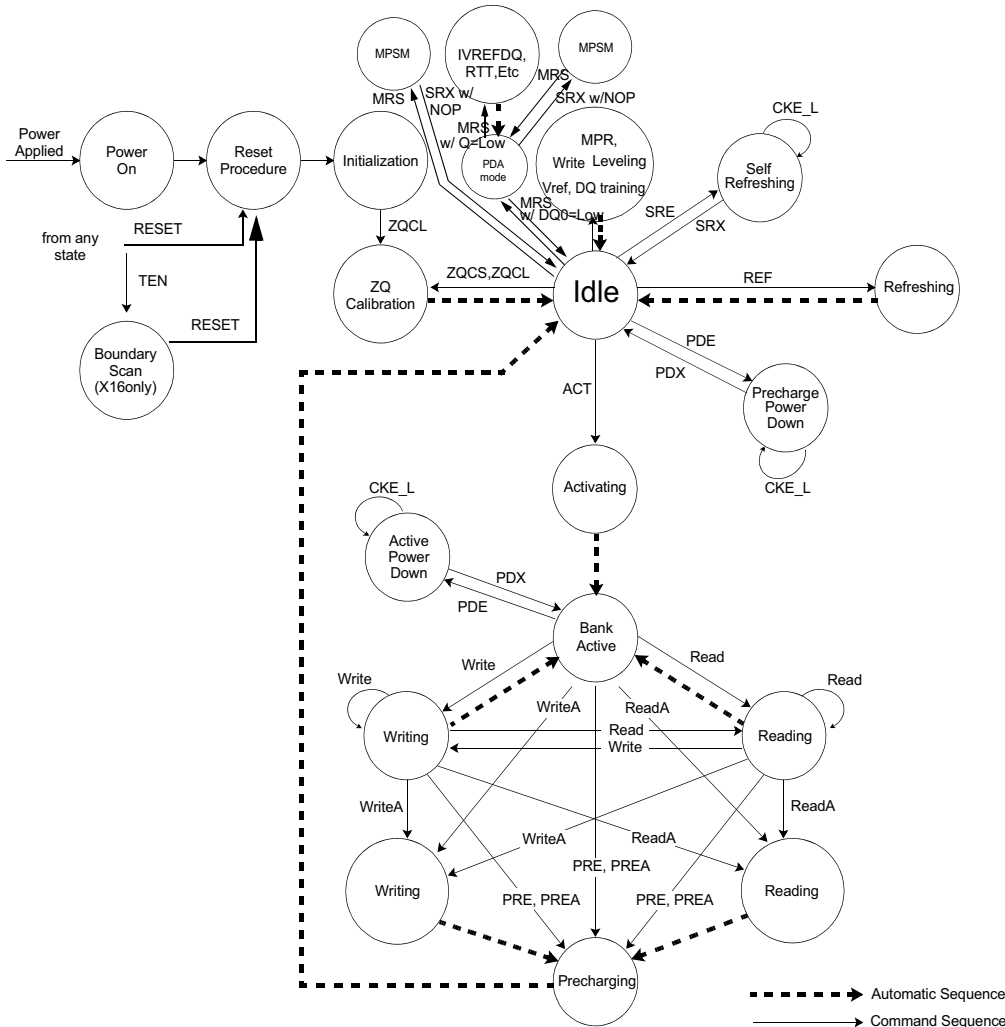 MPSM
IVREFDQ,
RTT,Etc
MPSM
MRS
SRX w/
NOP
MRS
SRX w/NOP
CKE_L
Power
Applied
Power
On
Reset
Procedure
Initialization
MRS
w/ Q=Low
PDA
mode
MPR,
Write Leveling
Vref, DQ training
Self
Refreshing
MRS
w/ DQ0=Low
SRE
SRX
RESET
from any
state
ZQCL
TEN
ZQ
Calibration
ZQCS,ZQCL
Idle
REF
Refreshing
RESET
Boundary
Scan
(X16only)
PDE
PDX
Precharge
Power
Down
ACT
CKE_L
Activating
CKE_L
Active
Power
Down
PDX
PDE
Bank
Active
Write
Read
Write
Read
WriteA
ReadA
Writing
Read
Write
Reading
WriteA
ReadA
WriteA
ReadA
PRE, PREA
Writing
Reading
PRE, PREA
PRE, PREA
Precharging
Automatic Sequence
Command Sequence